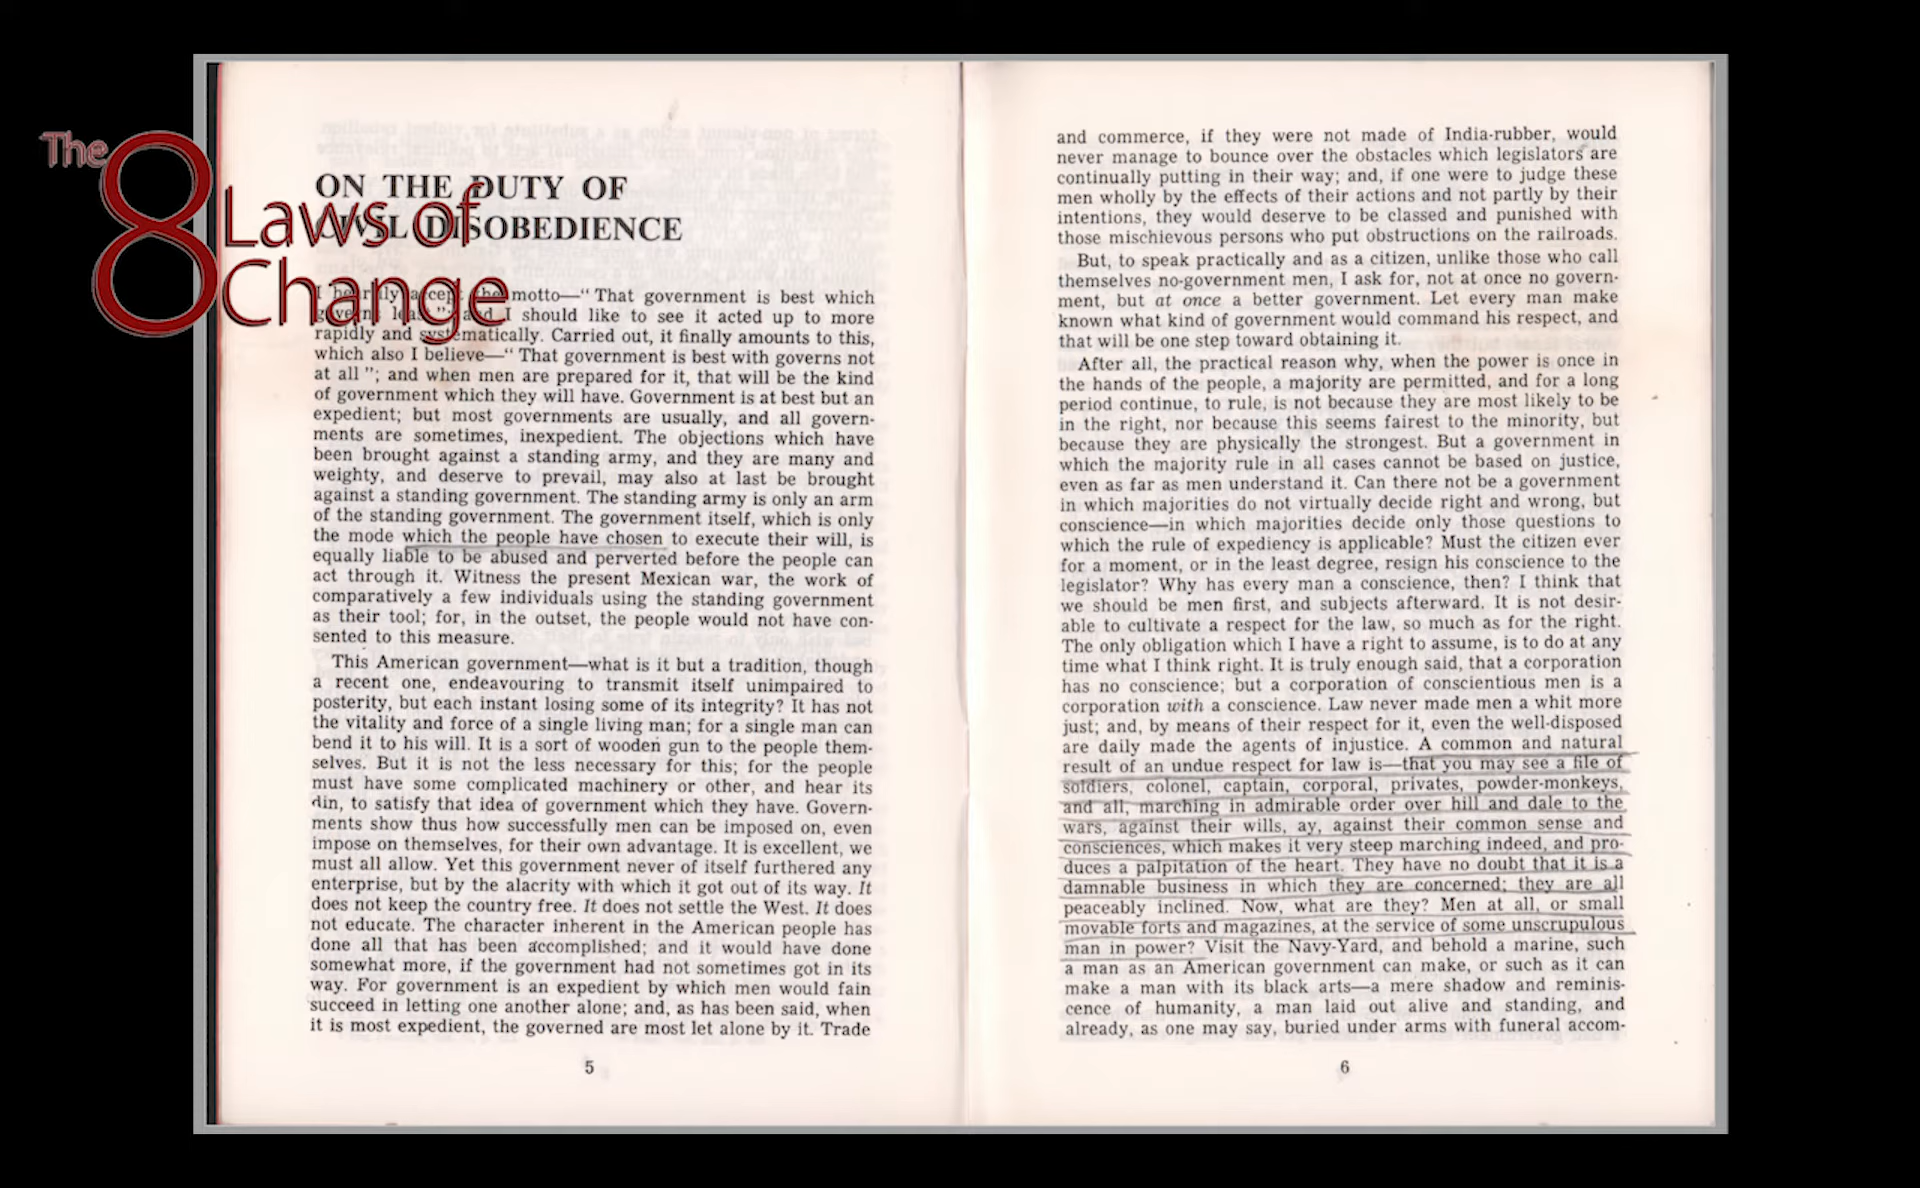 The
8 Laws of
Change
ON THE DUTY OF
CIVIL DISOBEDIENCE
I heartily accept the motto—“ That government is best which
governs least ”; and I should like to see it acted up to more
rapidly and systematically. Carried out, it finally amounts to this,
which also I believe—“ That government is best with governs not
at all ”; and when men are prepared for it, that will be the kind
of government which they will have. Government is at best but an
expedient; but most governments are usually, and all govern-
ments are sometimes, inexpedient. The objections which have
been brought against a standing army, and they are many and
weighty, and deserve to prevail, may also at last be brought
against a standing government. The standing army is only an arm
of the standing government. The government itself, which is only
the mode which the people have chosen to execute their will, is
equally liable to be abused and perverted before the people can
act through it. Witness the present Mexican war, the work of
comparatively a few individuals using the standing government
as their tool; for, in the outset, the people would not have con-
sented to this measure.
This American government—what is it but a tradition, though
a recent one, endeavouring to transmit itself unimpaired to
posterity, but each instant losing some of its integrity? It has not
the vitality and force of a single living man; for a single man can
bend it to his will. It is a sort of wooden gun to the people them-
selves. But it is not the less necessary for this; for the people
must have some complicated machinery or other, and hear its
din, to satisfy that idea of government which they have. Govern-
ments show thus how successfully men can be imposed on, even
impose on themselves, for their own advantage. It is excellent, we
must all allow. Yet this government never of itself furthered any
enterprise, but by the alacrity with which it got out of its way. It
does not keep the country free. It does not settle the West. It does
not educate. The character inherent in the American people has
done all that has been accomplished; and it would have done
somewhat more, if the government had not sometimes got in its
way. For government is an expedient by which men would fain
succeed in letting one another alone; and, as has been said, when
it is most expedient, the governed are most let alone by it. Trade
5
and commerce, if they were not made of India-rubber, would
never manage to bounce over the obstacles which legislators are
continually putting in their way; and, if one were to judge these
men wholly by the effects of their actions and not partly by their
intentions, they would deserve to be classed and punished with
those mischievous persons who put obstructions on the railroads.
But, to speak practically and as a citizen, unlike those who call
themselves no-government men, I ask for, not at once no govern-
ment, but at once a better government. Let every man make
known what kind of government would command his respect, and
that will be one step toward obtaining it.
After all, the practical reason why, when the power is once in
the hands of the people, a majority are permitted, and for a long
period continue, to rule, is not because they are most likely to be
in the right, nor because this seems fairest to the minority, but
because they are physically the strongest. But a government in
which the majority rule in all cases cannot be based on justice,
even as far as men understand it. Can there not be a government
in which majorities do not virtually decide right and wrong, but
conscience—in which majorities decide only those questions to
which the rule of expediency is applicable? Must the citizen ever
for a moment, or in the least degree, resign his conscience to the
legislator? Why has every man a conscience, then? I think that
we should be men first, and subjects afterward. It is not desir-
able to cultivate a respect for the law, so much as for the right.
The only obligation which I have a right to assume, is to do at any
time what I think right. It is truly enough said, that a corporation
has no conscience; but a corporation of conscientious men is a
corporation with a conscience. Law never made men a whit more
just; and, by means of their respect for it, even the well-disposed
are daily made the agents of injustice. A common and natural
result of an undue respect for law is—that you may see a file of
soldiers, colonel, captain, corporal, privates, powder-monkeys,
and all, marching in admirable order over hill and dale to the
wars, against their wills, ay, against their common sense and
consciences, which makes it very steep marching indeed, and pro-
duces a palpitation of the heart. They have no doubt that it is a
damnable business in which they are concerned; they are all
peaceably inclined. Now, what are they? Men at all, or small
movable forts and magazines, at the service of some unscrupulous
man in power? Visit the Navy-Yard, and behold a marine, such
a man as an American government can make, or such as it can
make a man with its black arts—a mere shadow and reminis-
cence of humanity, a man laid out alive and standing, and
already, as one may say, buried under arms with funeral accom-
6